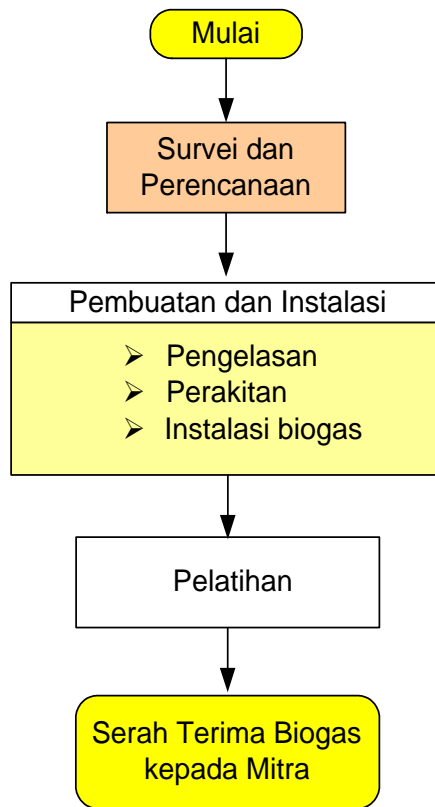 Mulai
Survei dan
Perencanaan
Pembuatan dan Instalasi
➢ Pengelasan
➢ Perakitan
➢ Instalasi biogas
Pelatihan
Serah Terima Biogas
kepada Mitra